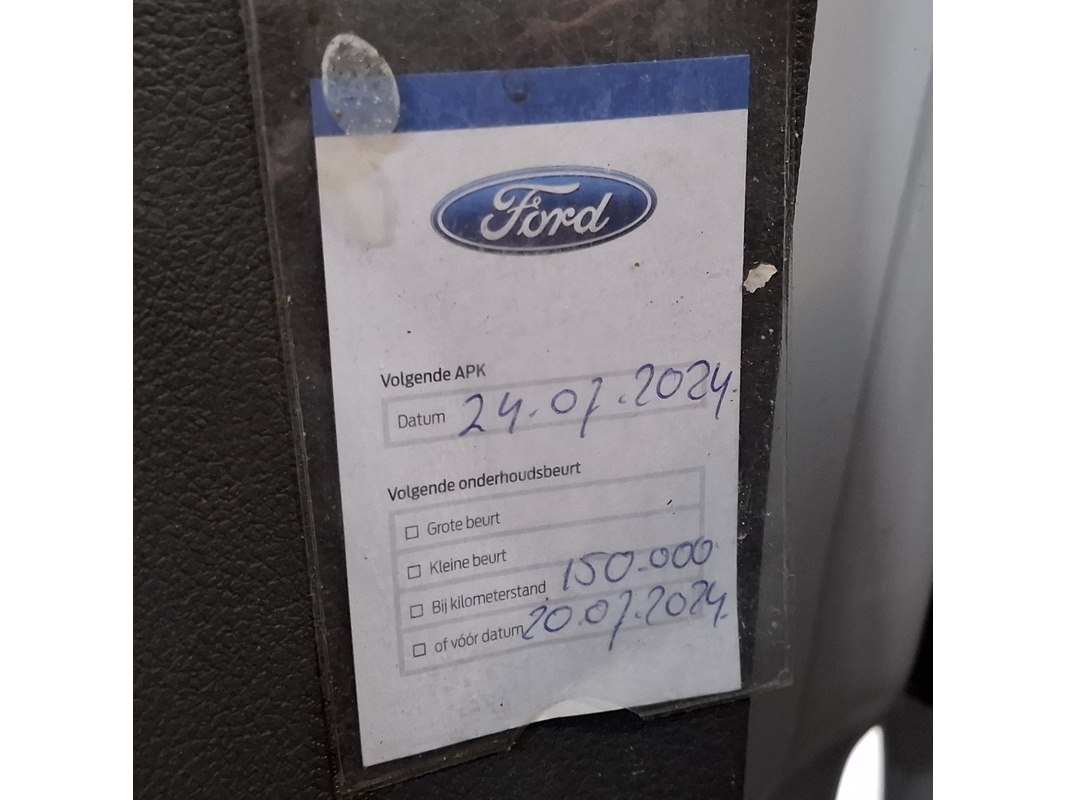 Ford
Volgende APK
Datum 24.07.2024.
Volgende onderhoudsbeurt
Grote beurt
Kleine beurt
Bij kilometerstand 150.000
of vóór datum 20.07.2024.